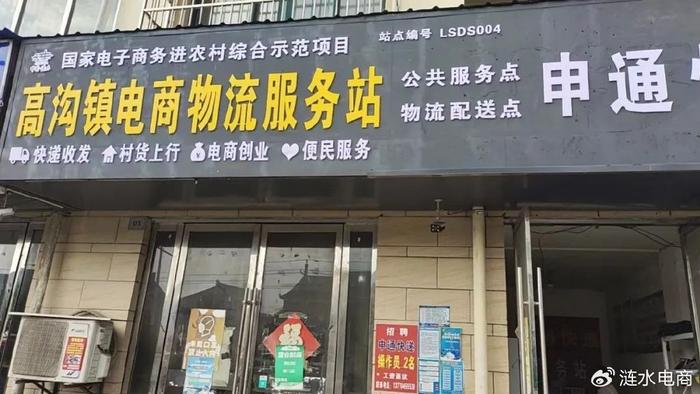 国家电子商务进农村综合示范项目
站点编号 LSDS004
高沟镇电商物流服务站
公共服务点
物流配送点
申通
快递收发 村货上行 电商创业 便民服务
招聘
申通快递
操作员2名
涟水电商